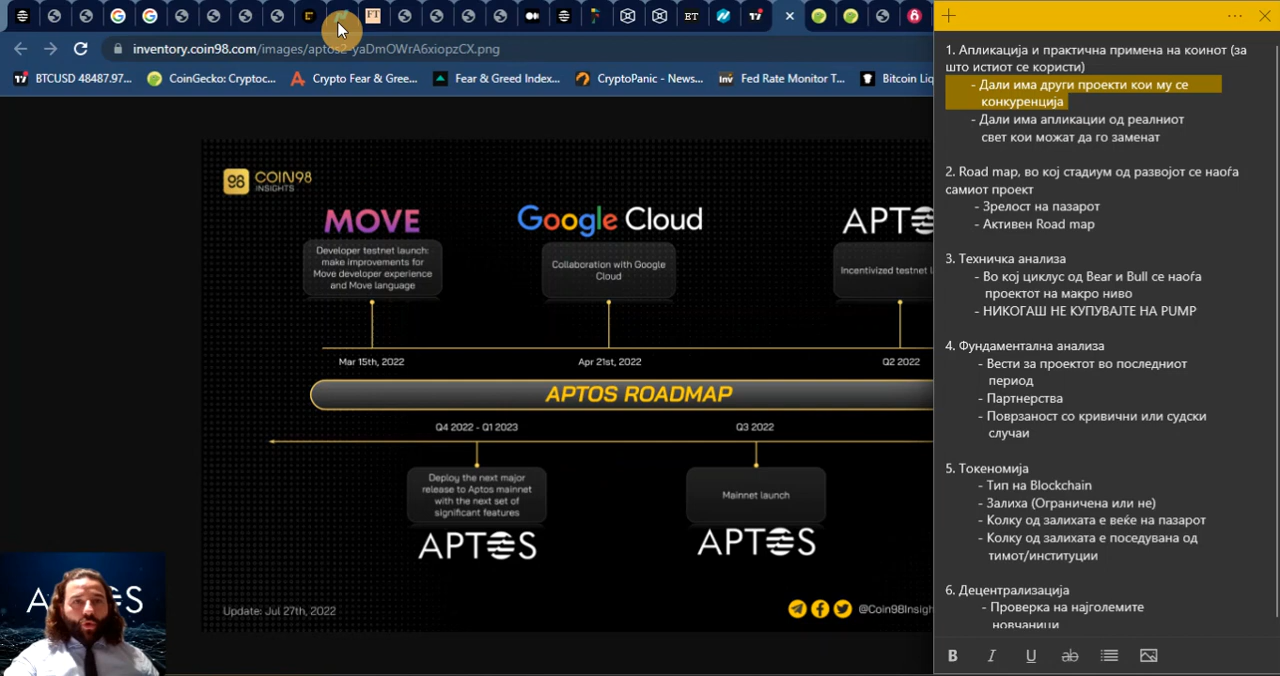 FT
ET
inventory.coin98.com/images/aptos2-yaDmOWrA6xiopzCX.png
BTCUSD 48487.97...
CoinGecko: Cryptoc...
Crypto Fear & Gree...
Fear & Greed Index...
CryptoPanic - News...
Fed Rate Monitor T...
Bitcoin Liq
98 COIN98
INSIGHTS
MOVE
Developer testnet launch:
make improvements for
Move developer experience
and Move language
Google Cloud
Collaboration with Google
Cloud
APTOS
Incentivized testnet l
Mar 15th, 2022
Apr 21st, 2022
Q2 2022
APTOS ROADMAP
Q4 2022 - Q1 2023
Q3 2022
Deploy the next major
release to Aptos mainnet
with the next set of
significant features
APTOS
Mainnet launch
APTOS
Update: Jul 27th, 2022
@Coin98Insigh
1. Апликација и практична примена на коинот (за
што истиот се користи)
- Дали има други проекти кои му се
конкуренција
- Дали има апликации од реалниот
свет кои можат да го заменат
2. Road map, во кој стадиум од развојот се наоѓа
самиот проект
- Зрелост на пазарот
- Активен Road map
3. Техничка анализа
- Во кој циклус од Bear и Bull се наоѓа
проектот на макро ниво
- НИКОГАШ НЕ КУПУВАЈТЕ НА PUMP
4. Фундаментална анализа
- Вести за проектот во последниот
период
- Партнерства
- Поврзаност со кривични или судски
случаи
5. Токеномија
- Тип на Blockchain
- Залиха (Ограничена или не)
- Колку од залихата е веќе на пазарот
- Колку од залихата е поседувана од
тимот/институции
6. Децентрализација
- Проверка на најголемите
новчаници
B I U ab